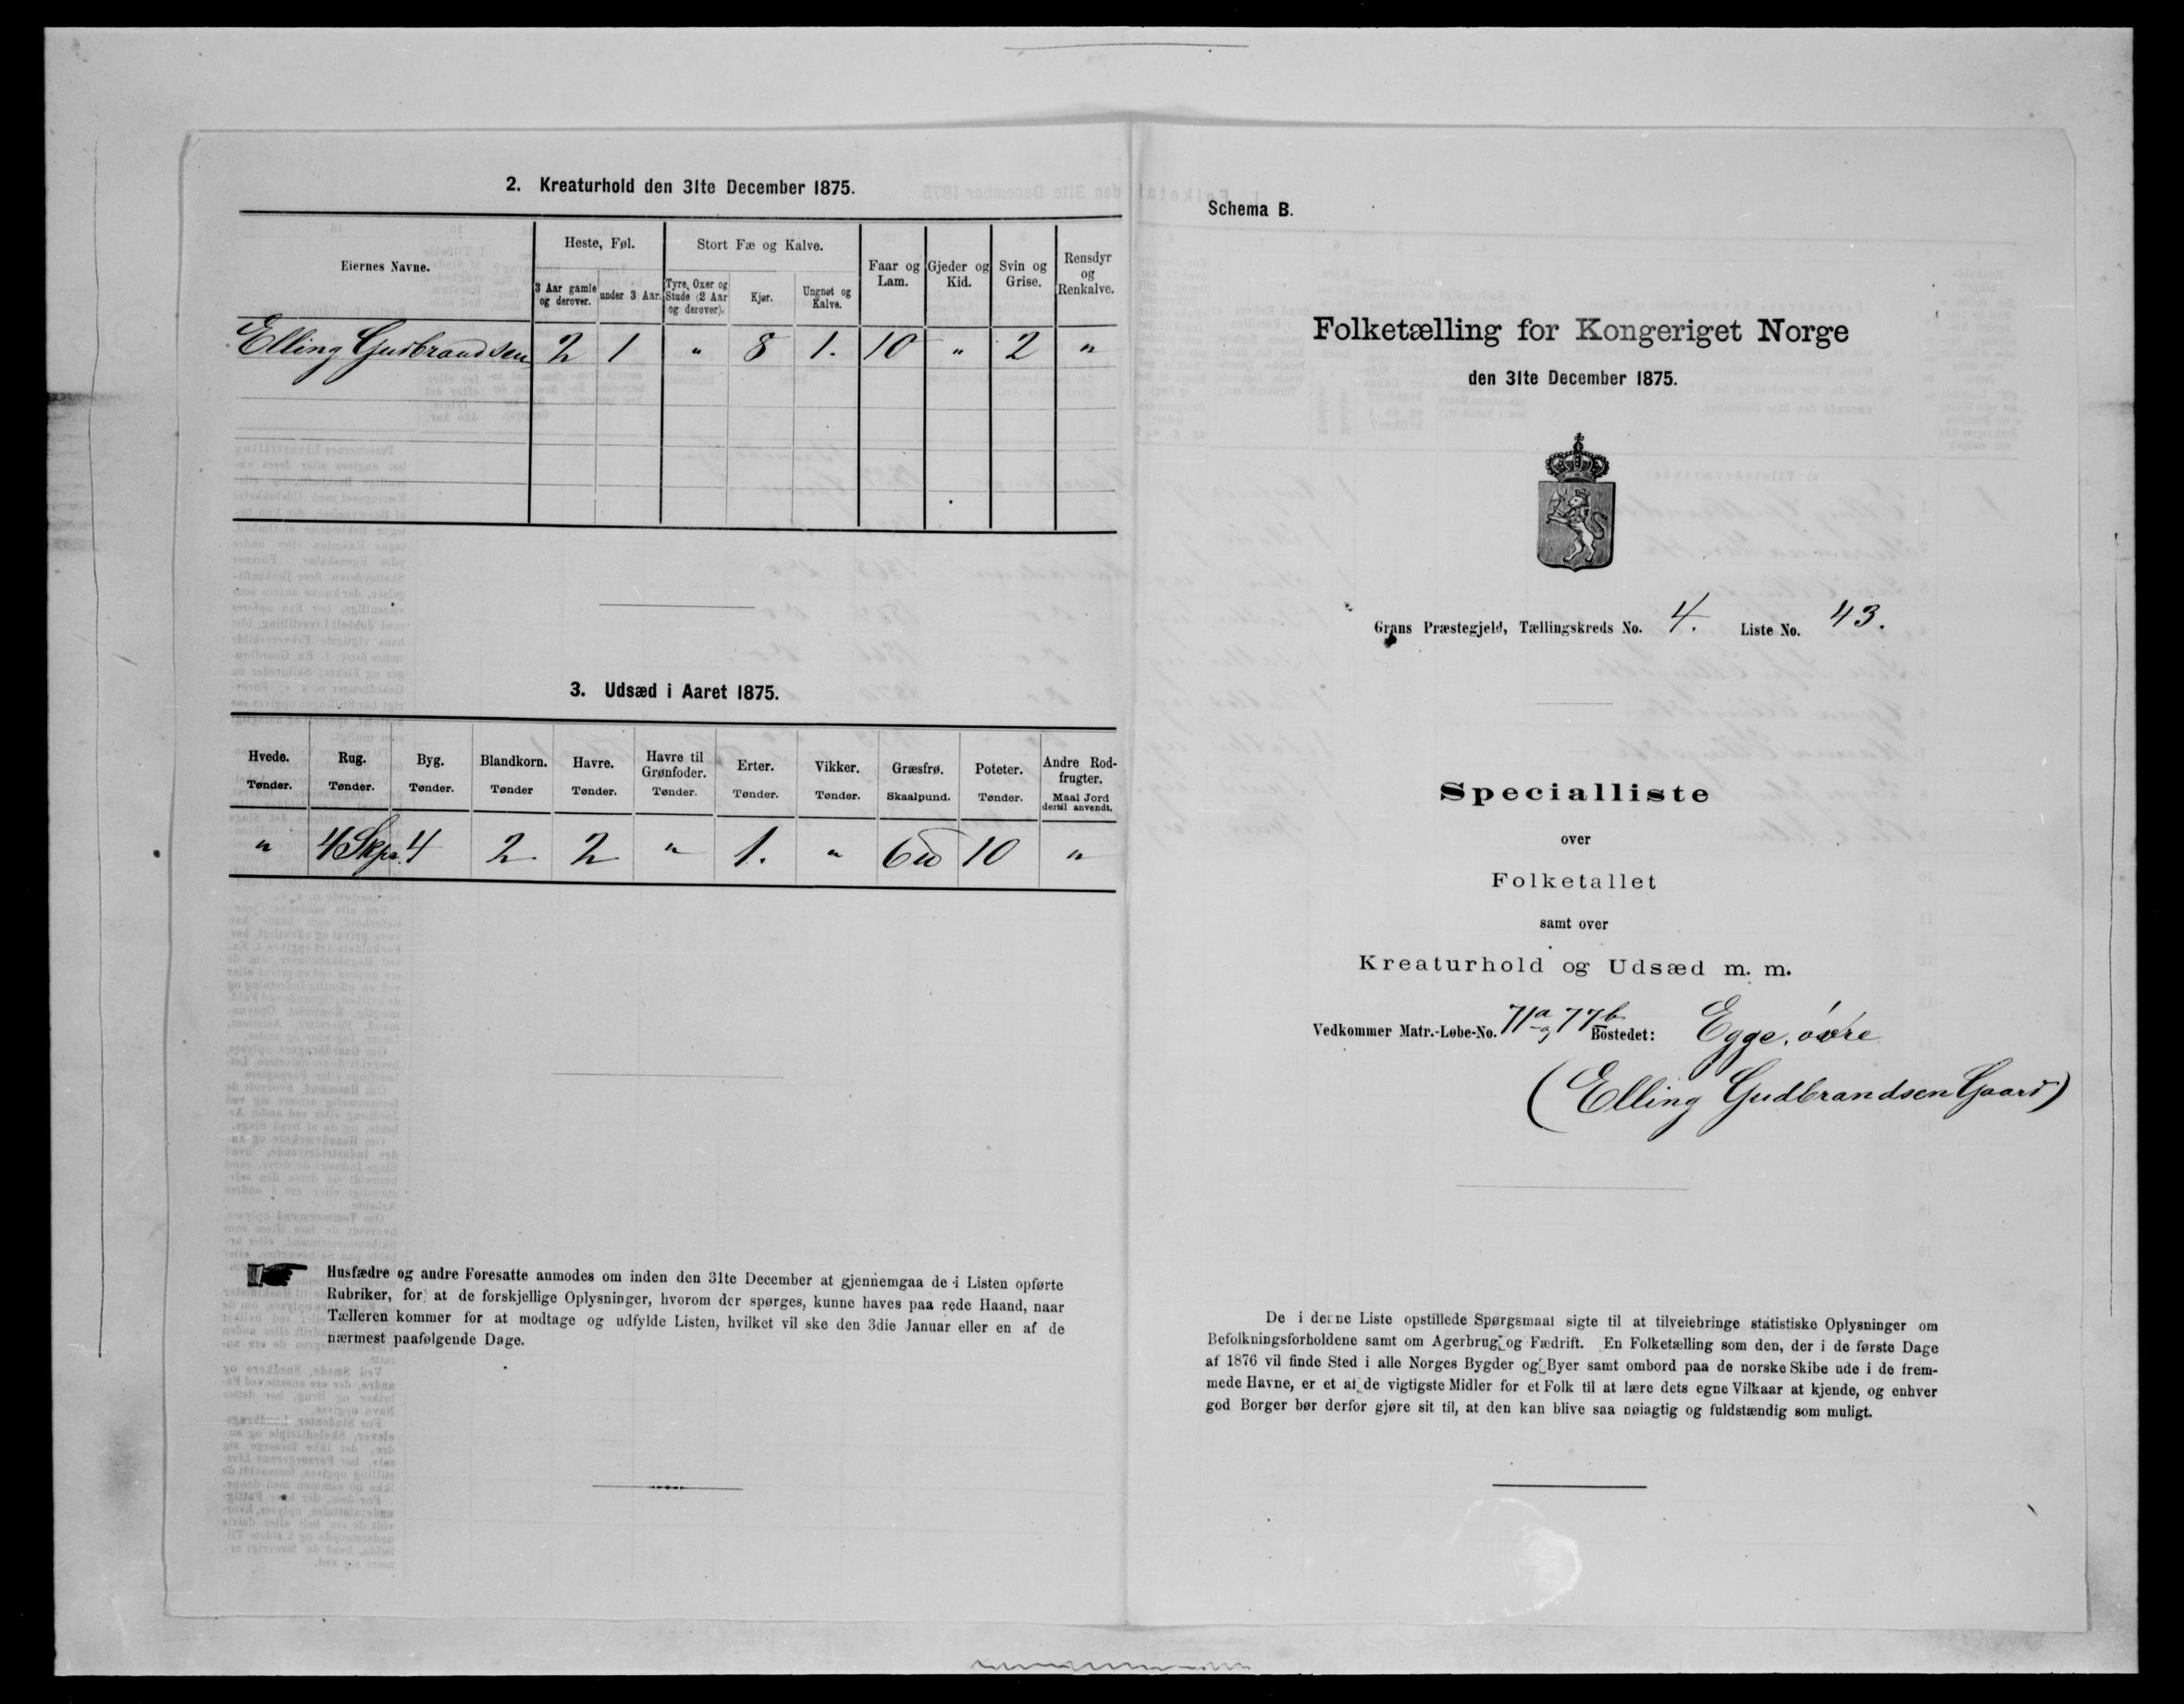 2. Kreaturhold den 31te December 1875.
Eiernes Navne.
Heste, Føl.
Stort Fæ og Kalve.
Faar og Lam.
Gjeder og Kid.
Svin og Grise.
Rensdyr og Renkalve.
3 Aar gamle og derover.
under 3 Aar.
Tyre, Oxer og Stude (2 Aar og derover).
Kjør.
Ungnøt og Kalve.
Elling Gudbrandsen 2 1 " 8 1. 10 " 2 "
3. Udsæd i Aaret 1875.
Hvede. Rug. Byg. Blandkorn. Havre. Havre til Grønfoder. Erter. Vikker. Græsfrø. Poteter. Andre Rodfrugter.
Tønder. Tønder. Tønder. Tønder Tønder. Tønder. Tønder. Tønder. Skaalpund. Tønder. Maal Jord dertil anvendt.
" 4 Skpr. 4 2 2 " 1. " 6 10 "
Husfædre og andre Foresatte anmodes om inden den 31te December at gjennemgaa de i Listen opførte
Rubriker, for at de forskjellige Oplysninger, hvorom der spørges, kunne haves paa rede Haand, naar
Tælleren kommer for at modtage og udfylde Listen, hvilket vil ske den 3die Januar eller en af de
nærmest paafølgende Dage.
Schema B.
Folketælling for Kongeriget Norge
den 31te December 1875.
Grans Præstegjeld, Tællingskreds No. 4. Liste No. 43.
Specialliste
over
Folketallet
samt over
Kreaturhold og Udsæd m. m.
Vedkommer Matr.-Løbe-No. 71a og 77b Bostedet: Egge, øvre
(Elling Gudbrandsen Gaard)
De i denne Liste opstillede Spørgsmaal sigte til at tilveiebringe statistiske Oplysninger om
Befolkningsforholdene samt om Agerbrug og Fædrift. En Folketælling som den, der i de første Dage
af 1876 vil finde Sted i alle Norges Bygder og Byer samt ombord paa de norske Skibe ude i de frem-
mede Havne, er et af de vigtigste Midler for et Folk til at lære dets egne Vilkaar at kjende, og enhver
god Borger bør derfor gjøre sit til, at den kan blive saa nøiagtig og fuldstændig som muligt.